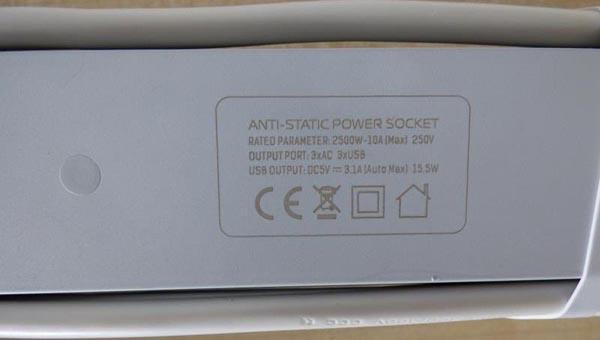 ANTI-STATIC POWER SOCKET
RATED PARAMETER: 2500W-10A (Max) 250V
OUTPUT PORT: 3xAC 3xUSB
USB OUTPUT: DC5V⎓3.1A (Auto Max) 15.5W
CE